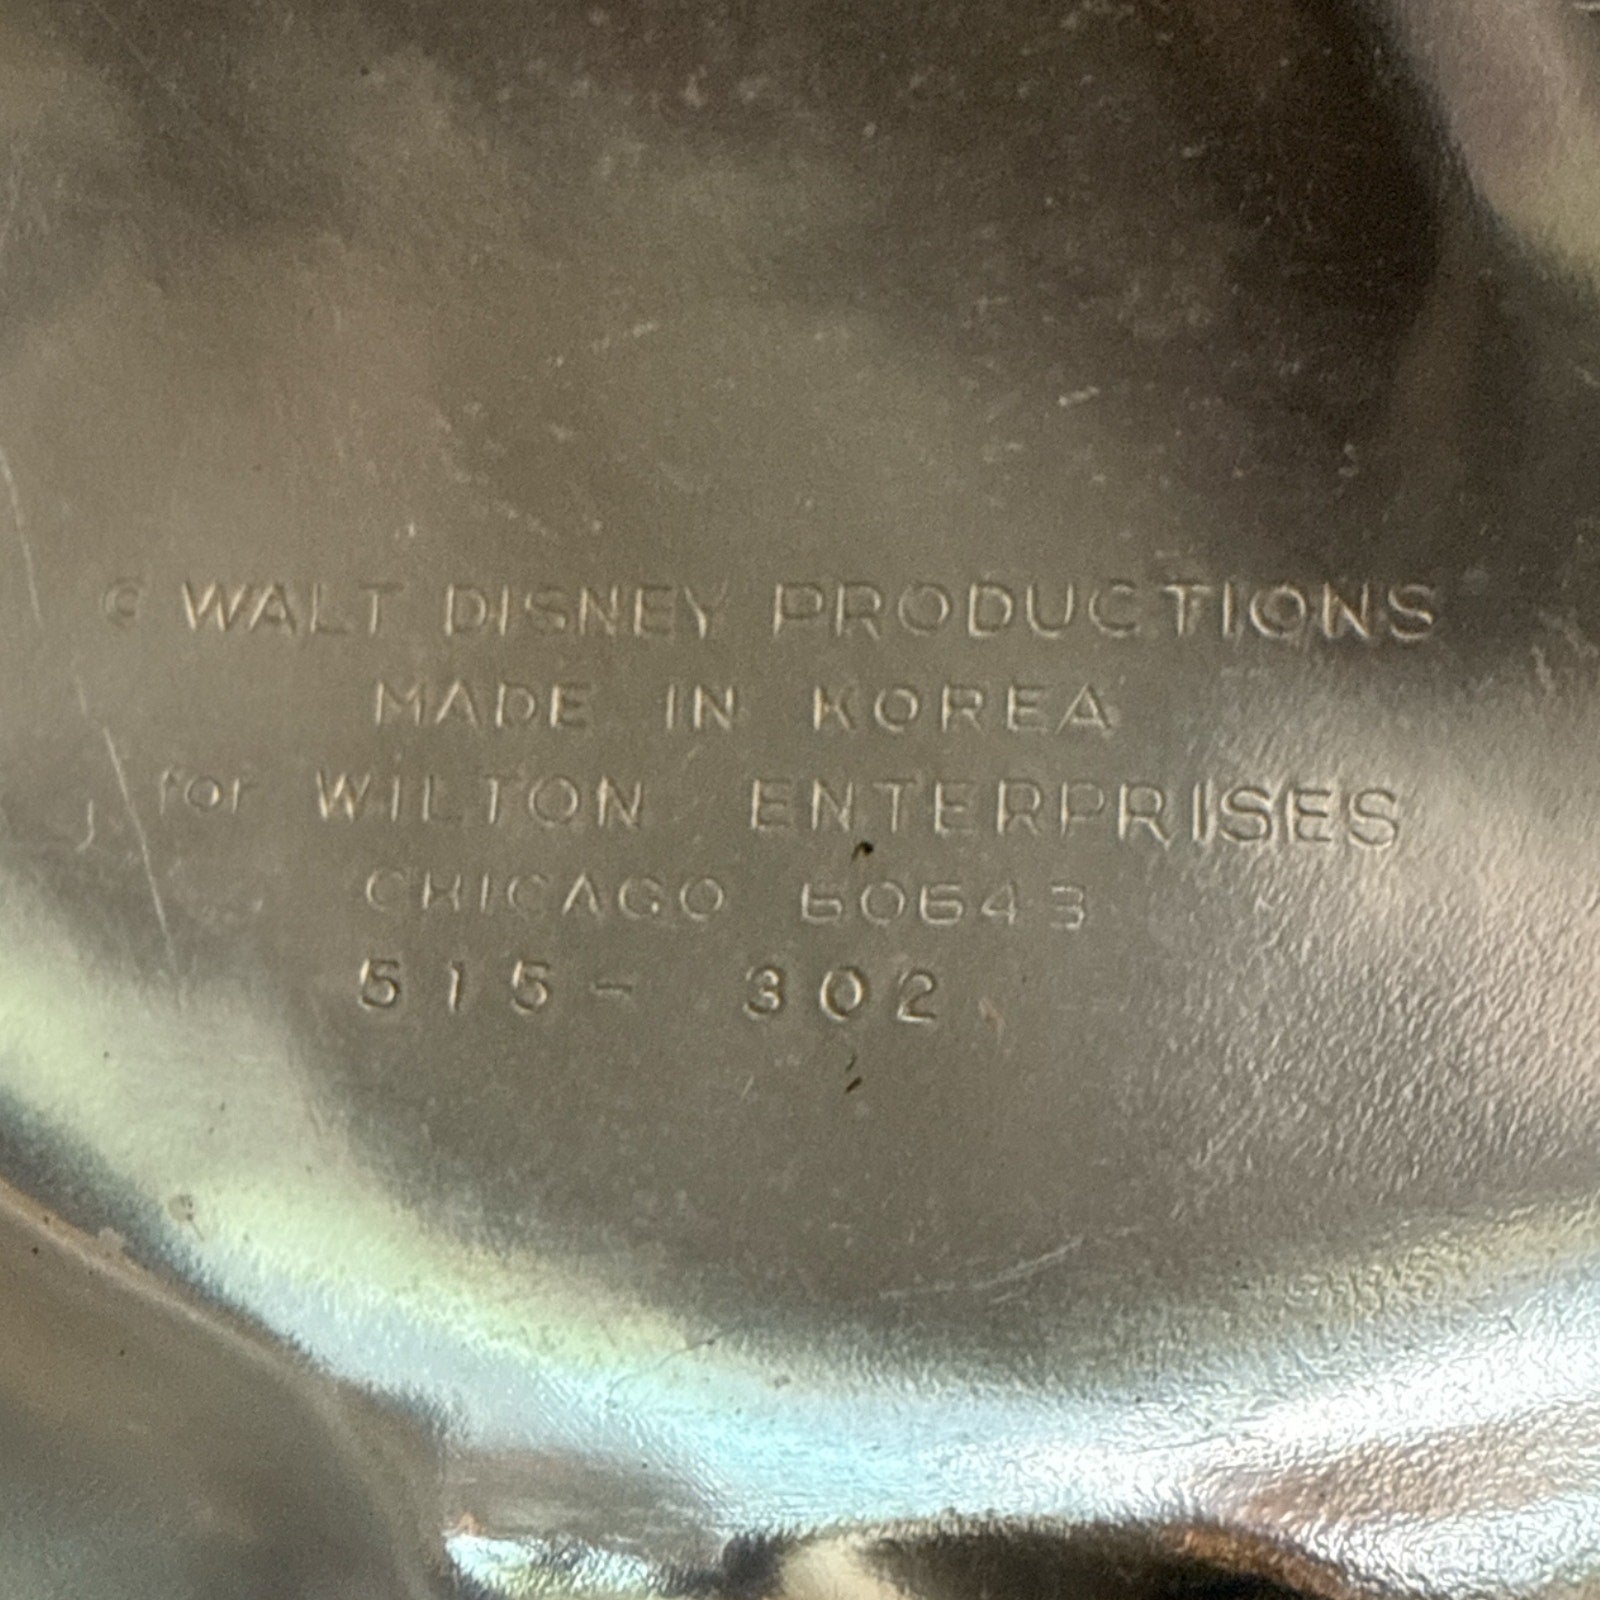 © WALT DISNEY PRODUCTIONS
MADE IN KOREA
for WILTON ENTERPRISES
CHICAGO 60643
515-302